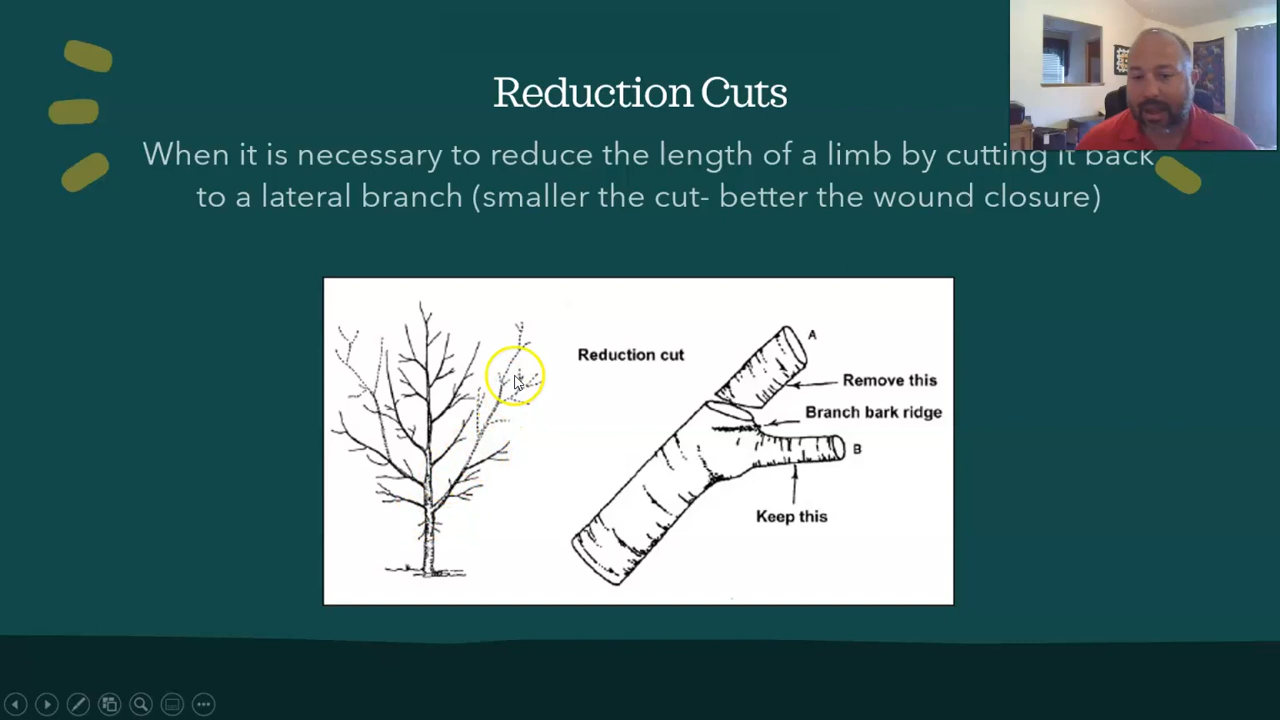 Reduction Cuts
When it is necessary to reduce the length of a limb by cutting it back
to a lateral branch (smaller the cut- better the wound closure)
A
Reduction cut
Remove this
Branch bark ridge
B
Keep this